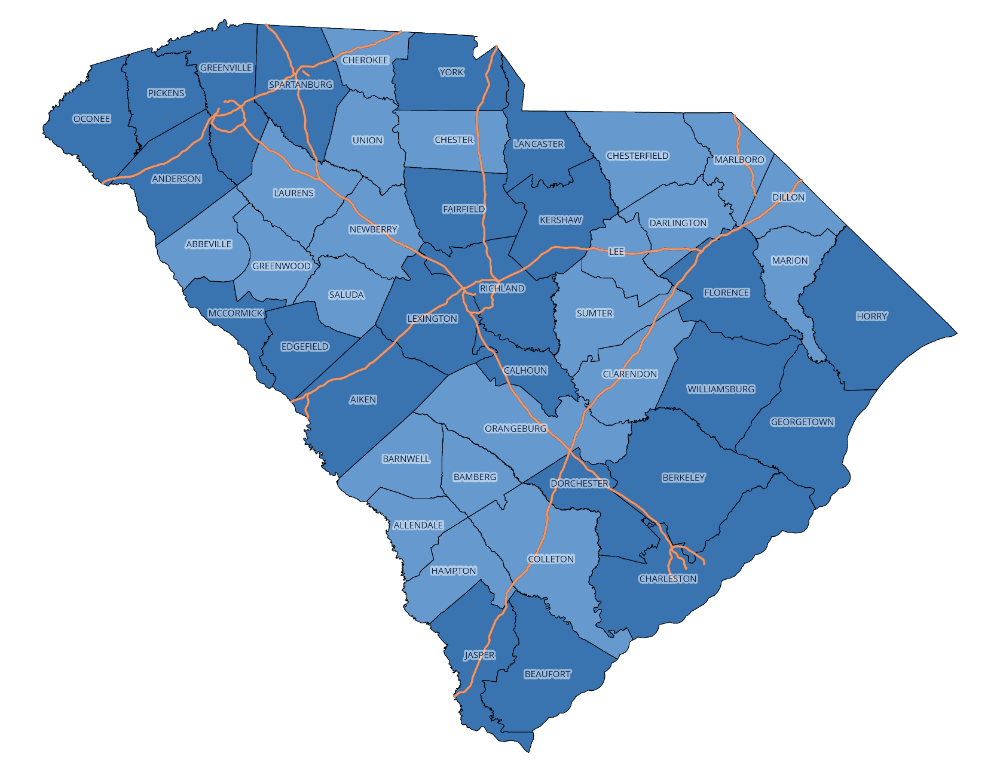 CHEROKEE
GREENVILLE
YORK
SPARTANBURG
PICKENS
OCONEE
UNION
CHESTER
LANCASTER
CHESTERFIELD
MARLBORO
ANDERSON
LAURENS
DILLON
FAIRFIELD
KERSHAW
DARLINGTON
NEWBERRY
ABBEVILLE
LEE
MARION
GREENWOOD
RICHLAND
FLORENCE
SALUDA
MCCORMICK
SUMTER
HORRY
LEXINGTON
EDGEFIELD
CALHOUN
CLARENDON
WILLIAMSBURG
AIKEN
GEORGETOWN
ORANGEBURG
BARNWELL
BAMBERG
BERKELEY
DORCHESTER
ALLENDALE
COLLETON
HAMPTON
CHARLESTON
JASPER
BEAUFORT